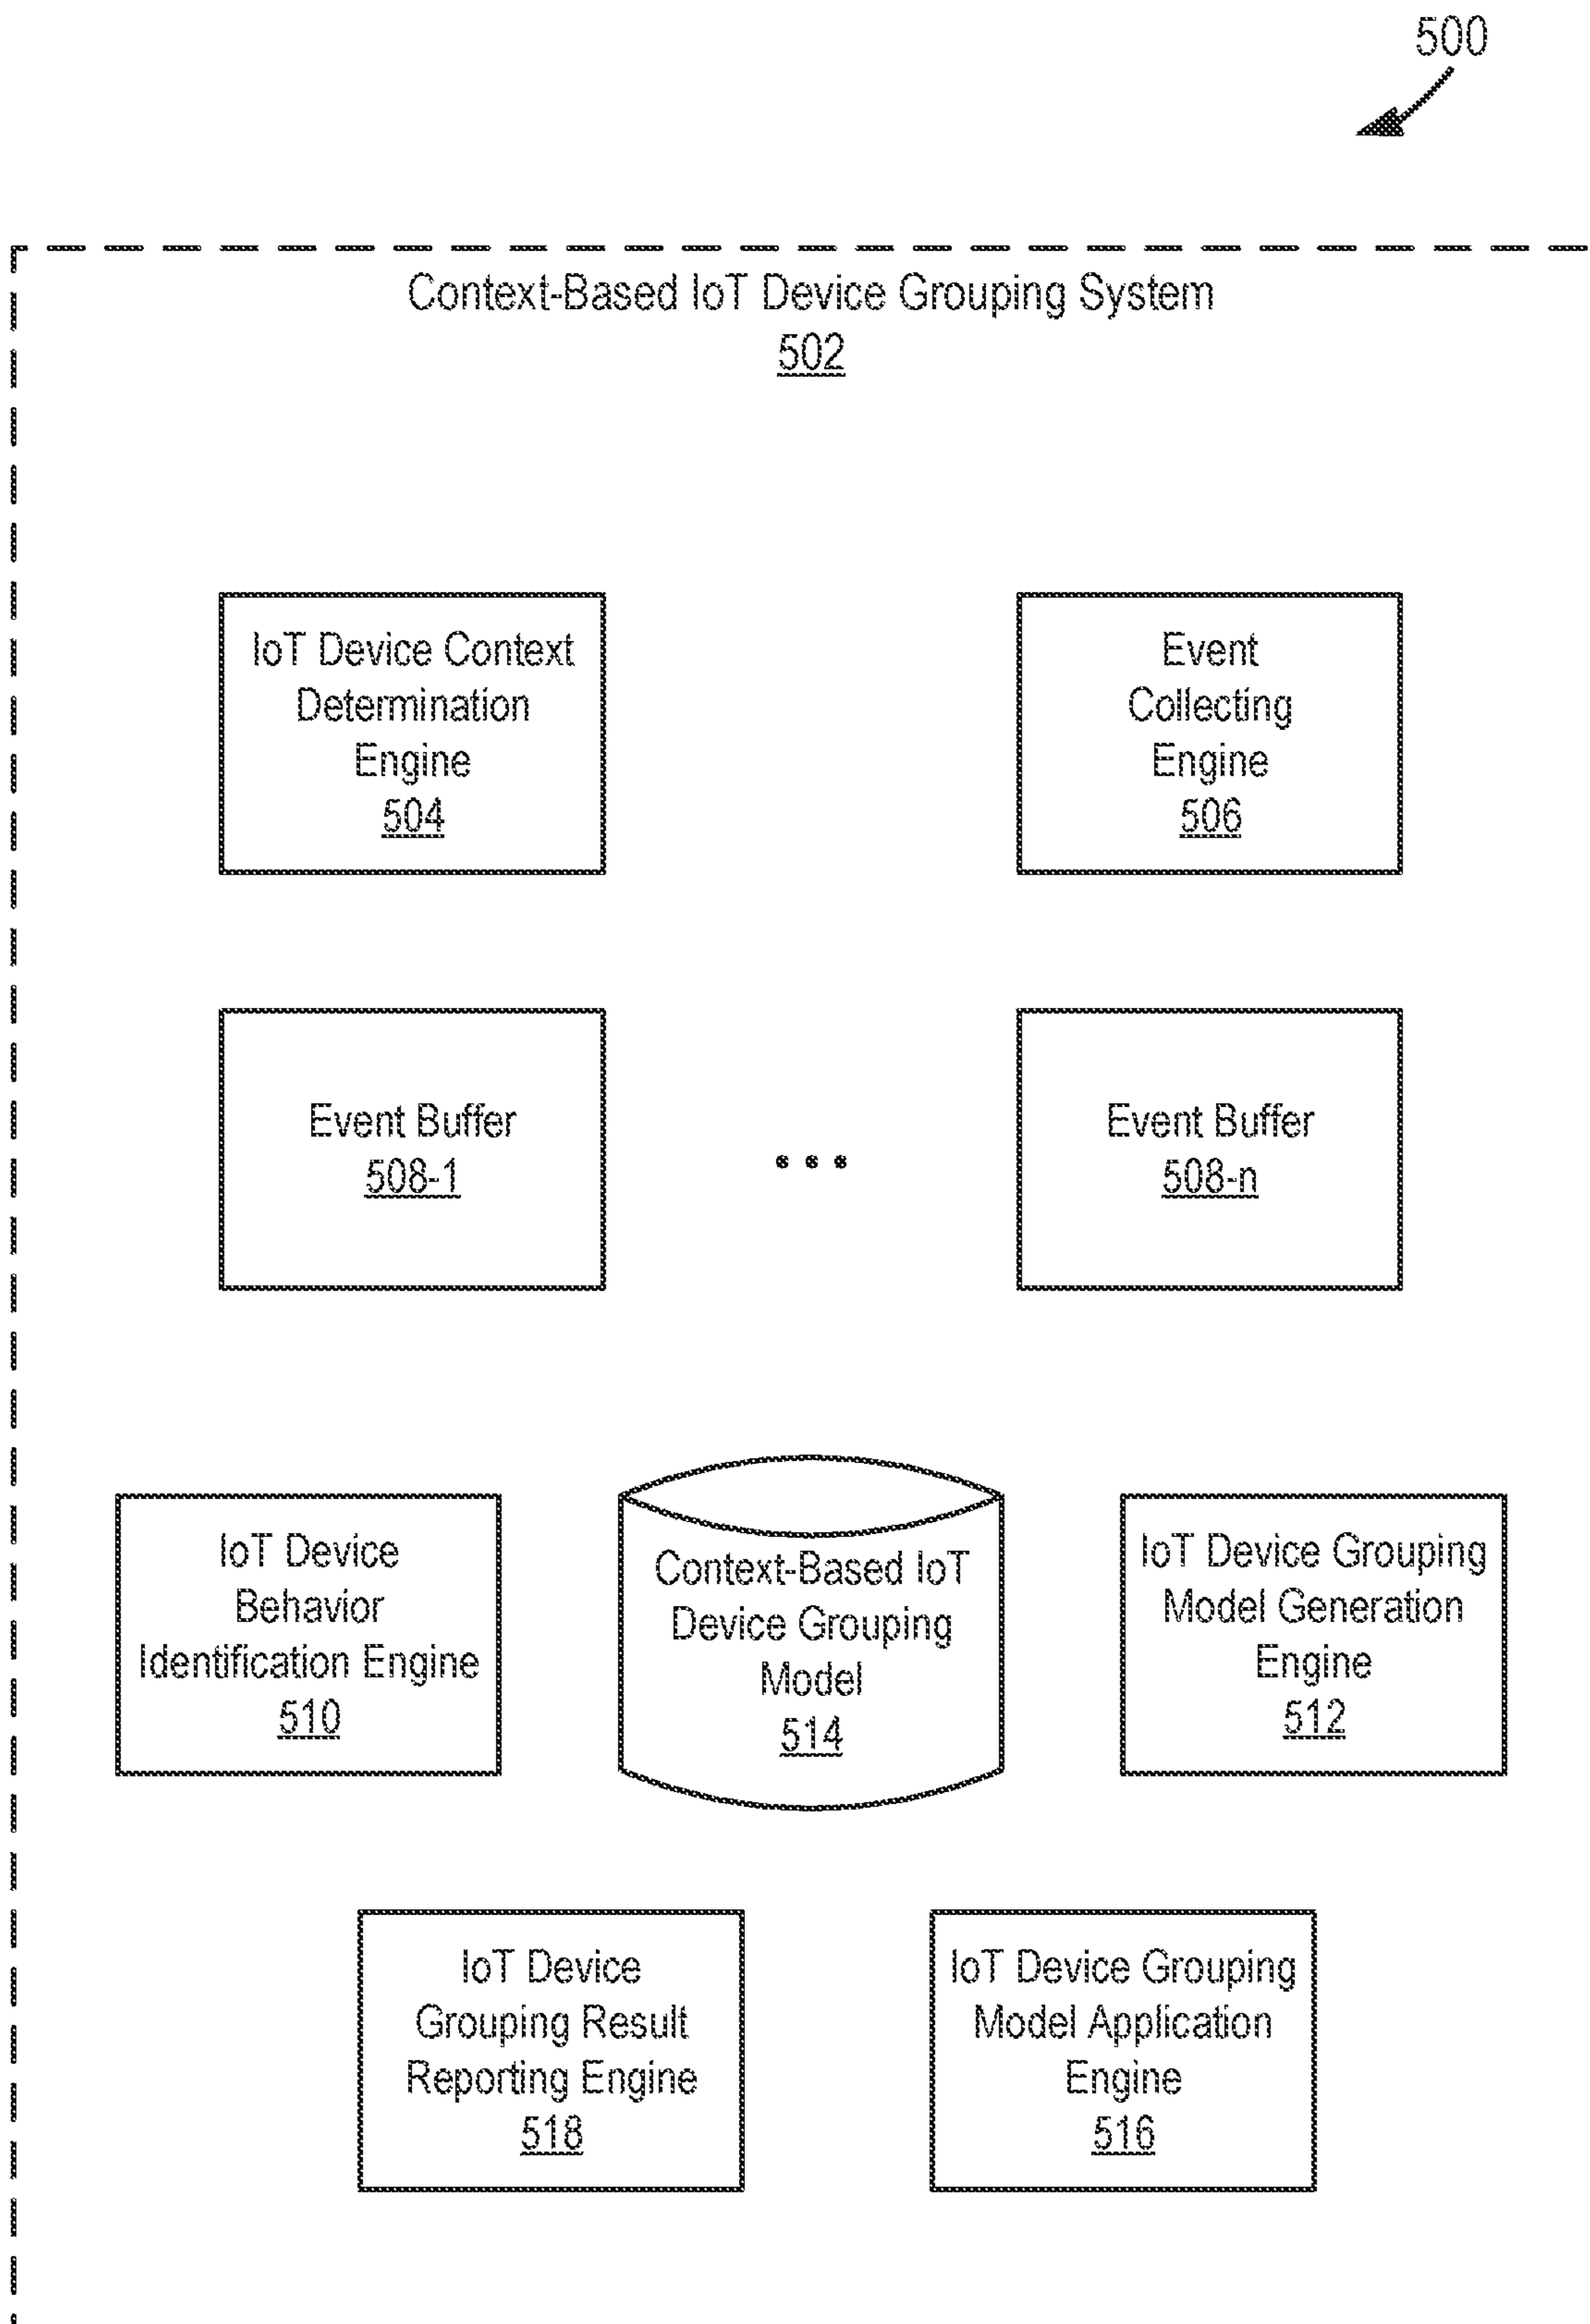 500
Context-Based IoT Device Grouping System
502
IoT Device Context
Determination
Engine
504
Event
Collecting
Engine
506
Event Buffer
508-1
...
Event Buffer
508-n
IoT Device
Behavior
Identification Engine
510
Context-Based IoT
Device Grouping
Model
514
IoT Device Grouping
Model Generation
Engine
512
IoT Device
Grouping Result
Reporting Engine
518
IoT Device Grouping
Model Application
Engine
516